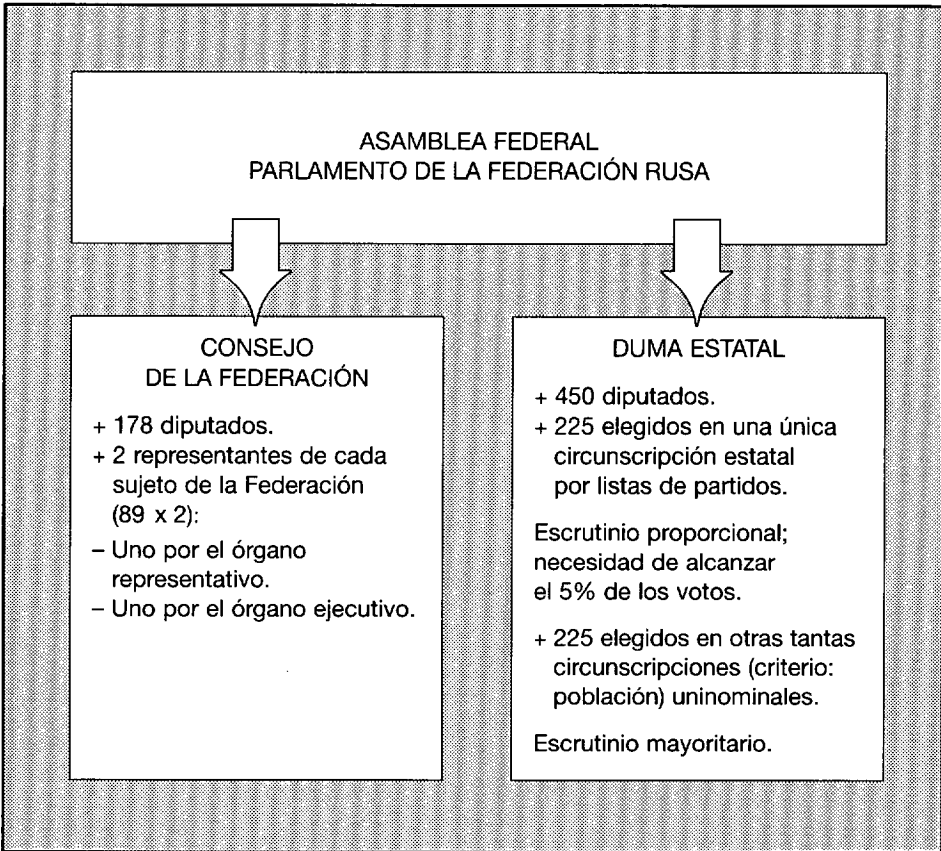 ASAMBLEA FEDERAL
PARLAMENTO DE LA FEDERACIÓN RUSA
CONSEJO
DE LA FEDERACIÓN
+ 178 diputados.
+ 2 representantes de cada
sujeto de la Federación
(89 x 2):
– Uno por el órgano
representativo.
– Uno por el órgano ejecutivo.
DUMA ESTATAL
+ 450 diputados.
+ 225 elegidos en una única
circunscripción estatal
por listas de partidos.
Escrutinio proporcional;
necesidad de alcanzar
el 5% de los votos.
+ 225 elegidos en otras tantas
circunscripciones (criterio:
población) uninominales.
Escrutinio mayoritario.